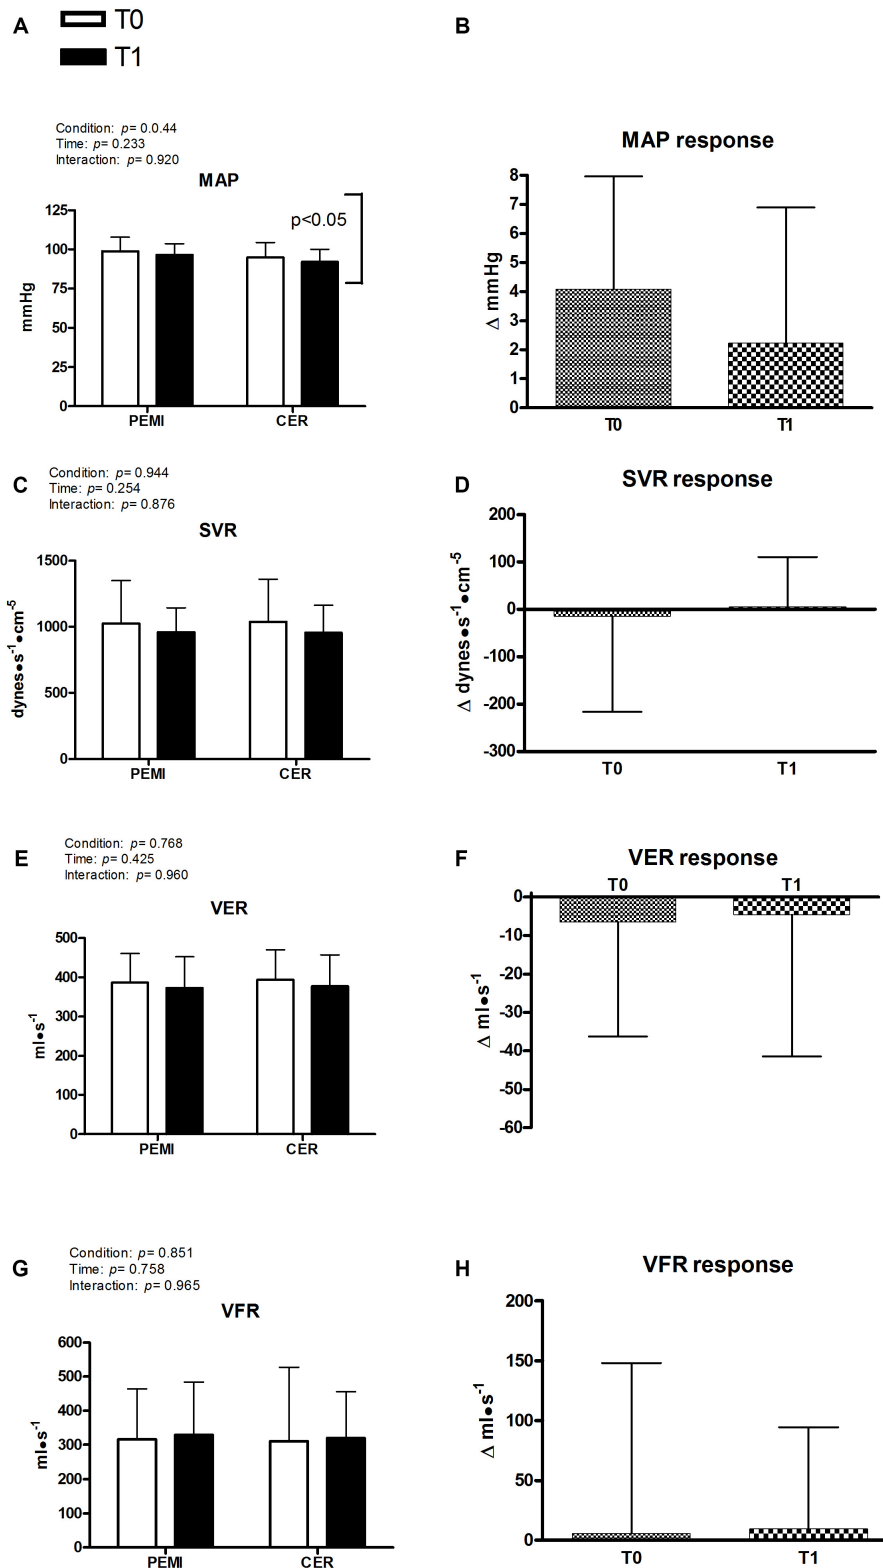 A
T0
T1
B
Condition: p= 0.0.44
Time: p= 0.233
Interaction: p= 0.920
MAP
p<0.05
125
100
75
50
25
0
mmHg
PEMI
CER
MAP response
8
7
6
5
4
3
2
1
0
Δ mmHg
T0
T1
C
Condition: p= 0.944
Time: p= 0.254
Interaction: p= 0.876
SVR
1500
1000
500
0
dynes●s⁻¹●cm⁻⁵
PEMI
CER
D
SVR response
200
100
0
-100
-200
-300
Δ dynes●s⁻¹●cm⁻⁵
T0
T1
E
Condition: p= 0.768
Time: p= 0.425
Interaction: p= 0.960
VER
500
400
300
200
100
0
ml●s⁻¹
PEMI
CER
F
VER response
T0
T1
0
-10
-20
-30
-40
-50
-60
Δ ml●s⁻¹
G
Condition: p= 0.851
Time: p= 0.758
Interaction: p= 0.965
VFR
600
500
400
300
200
100
0
ml●s⁻¹
PEMI
CER
H
VFR response
200
150
100
50
0
Δ ml●s⁻¹
T0
T1